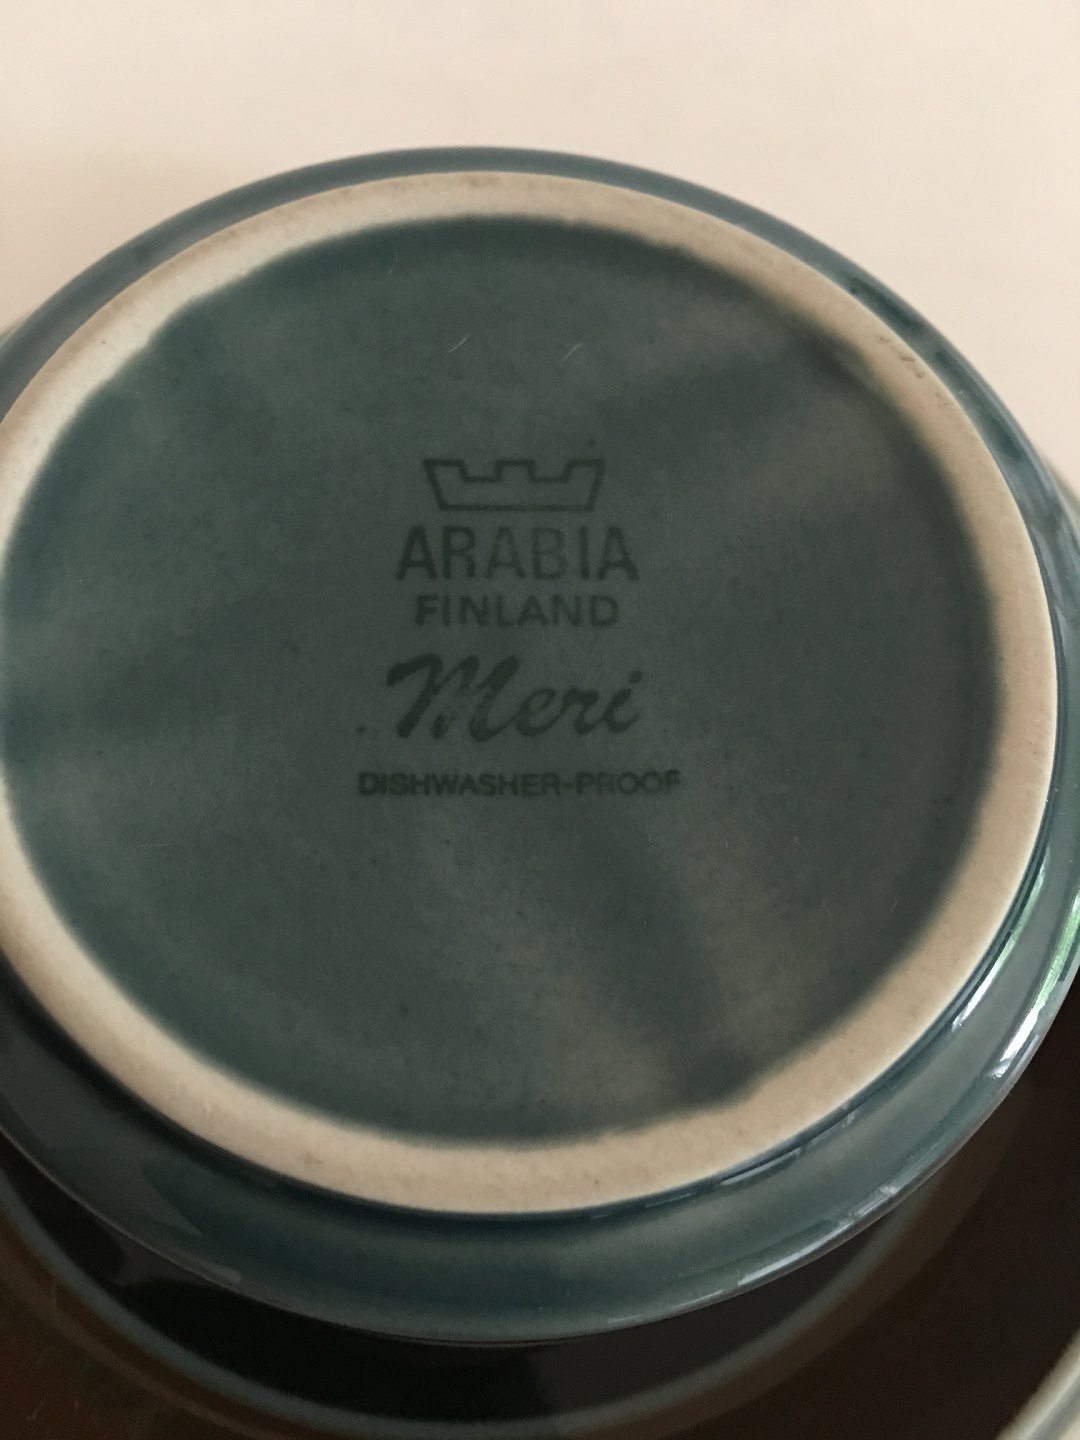 ARABIA
FINLAND
Meri
DISHWASHER-PROOF